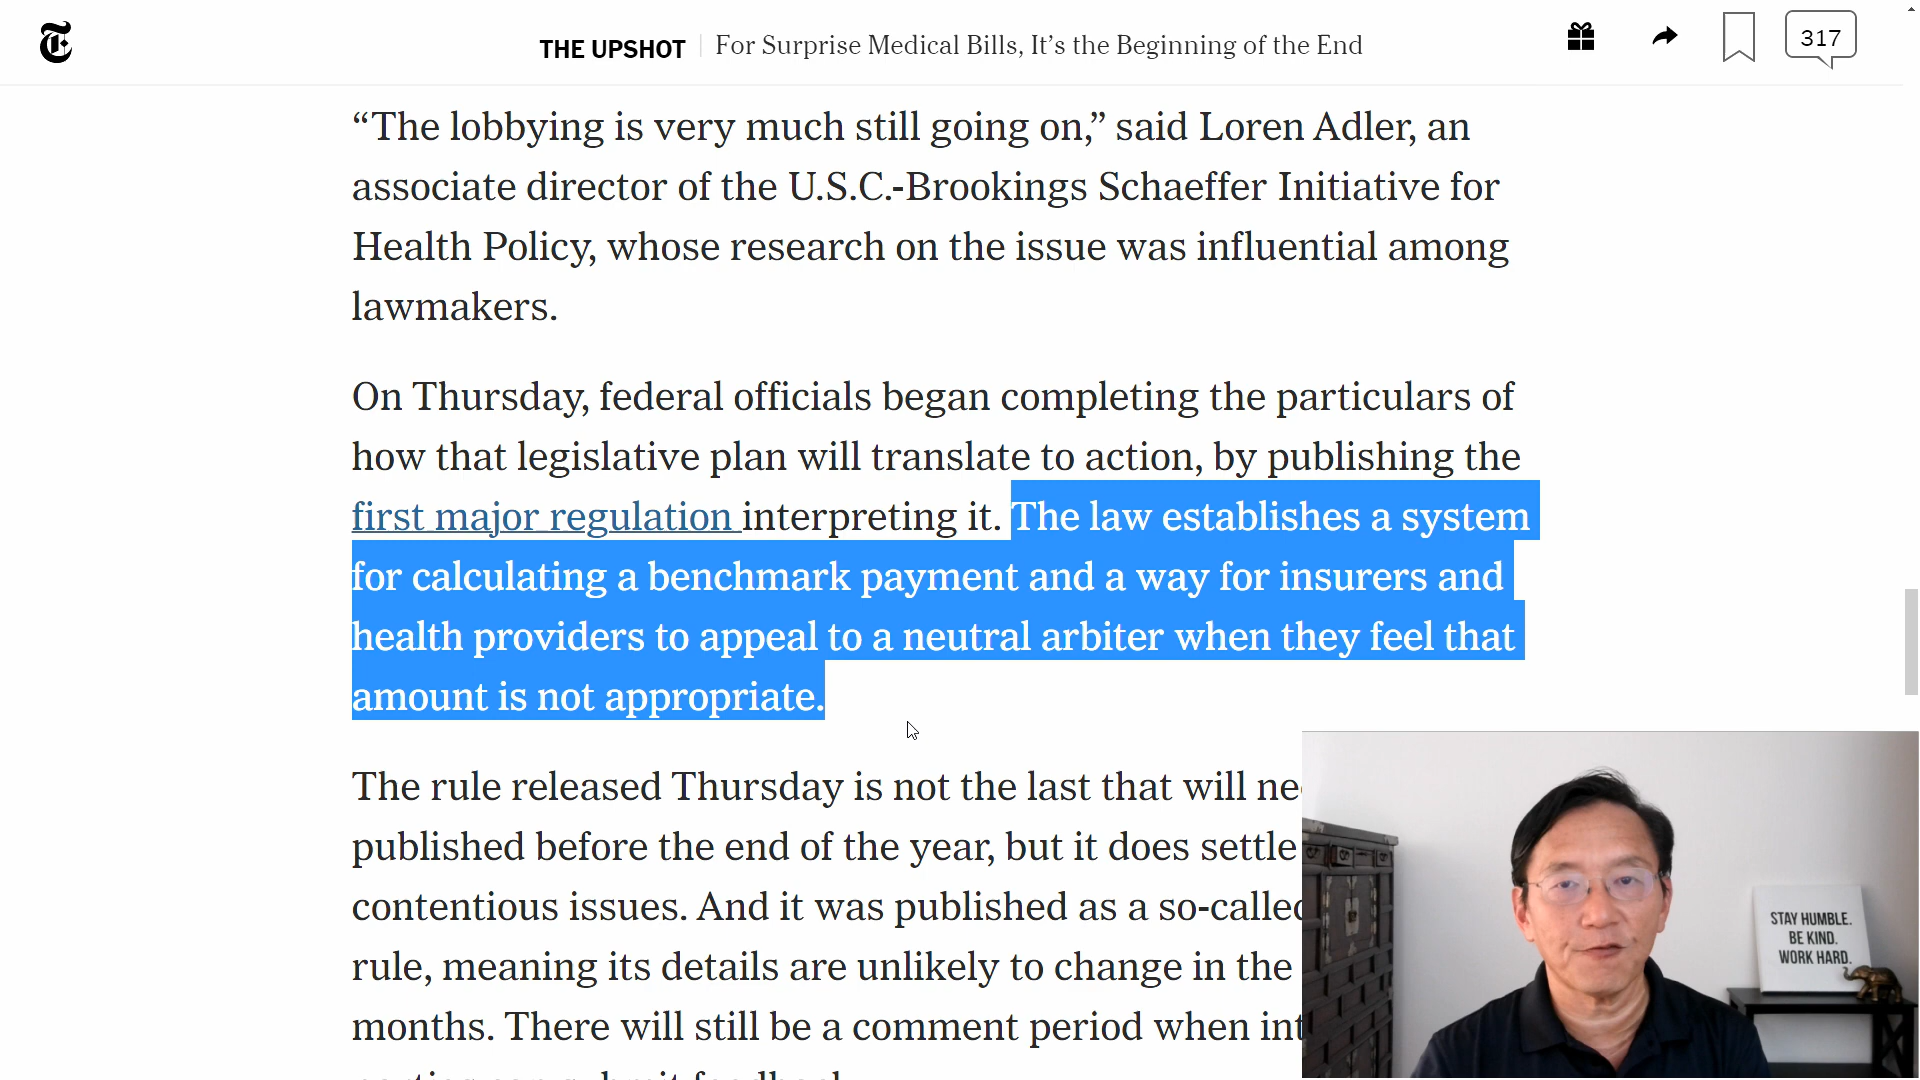 THE UPSHOT
For Surprise Medical Bills, It’s the Beginning of the End
317
“The lobbying is very much still going on,” said Loren Adler, an
associate director of the U.S.C.-Brookings Schaeffer Initiative for
Health Policy, whose research on the issue was influential among
lawmakers.
On Thursday, federal officials began completing the particulars of
how that legislative plan will translate to action, by publishing the
first major regulation interpreting it. The law establishes a system
for calculating a benchmark payment and a way for insurers and
health providers to appeal to a neutral arbiter when they feel that
amount is not appropriate.
The rule released Thursday is not the last that will
published before the end of the year, but it does settle
contentious issues. And it was published as a so-called
rule, meaning its details are unlikely to change in the
months. There will still be a comment period when
STAY HUMBLE.
BE KIND.
WORK HARD.